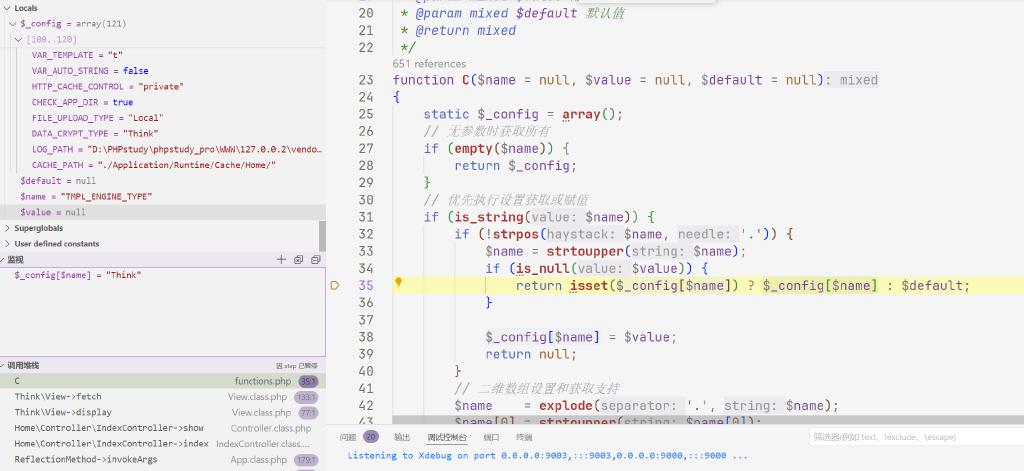 Locals
$_config = array(121)
[100..120]
VAR_TEMPLATE = "t"
VAR_AUTO_STRING = false
HTTP_CACHE_CONTROL = "private"
CHECK_APP_DIR = true
FILE_UPLOAD_TYPE = "Local"
DATA_CRYPT_TYPE = "Think"
LOG_PATH = "D:\PHPstudy\phpstudy_pro\WWW\127.0.0.2\vendo...
CACHE_PATH = "./Application/Runtime/Cache/Home/"
$default = null
$name = "TMPL_ENGINE_TYPE"
$value = null
Superglobals
User defined constants
监视
$_config[$name] = "Think"
调用堆栈
因 step 已暂停
C functions.php 35:1
Think\View->fetch View.class.php 133:1
Think\View->display View.class.php 77:1
Home\Controller\IndexController->show Controller.class.php
Home\Controller\IndexController->index IndexController.class....
ReflectionMethod->invokeArgs App.class.php 179:1
20 * @param mixed $default 默认值
21 * @return mixed
22 */
651 references
23 function C($name = null, $value = null, $default = null): mixed
24 {
25 static $_config = array();
26 // 无参数时获取所有
27 if (empty($name)) {
28 return $_config;
29 }
30 // 优先执行设置获取或赋值
31 if (is_string(value: $name)) {
32 if (!strpos(haystack: $name, needle: '.')) {
33 $name = strtoupper(string: $name);
34 if (is_null(value: $value)) {
35 return isset($_config[$name]) ? $_config[$name] : $default;
36 }
37
38 $_config[$name] = $value;
39 return null;
40 }
41 // 二维数组设置和获取支持
42 $name = explode(separator: '.', string: $name);
43 $name[0] = strtoupper(string: $name[0]);
问题 20 输出 调试控制台 端口 终端
筛选器(例如 text、!exclude、\escape)
Listening to Xdebug on port 0.0.0.0:9003,:::9003,0.0.0.0:9000,:::9000 ...